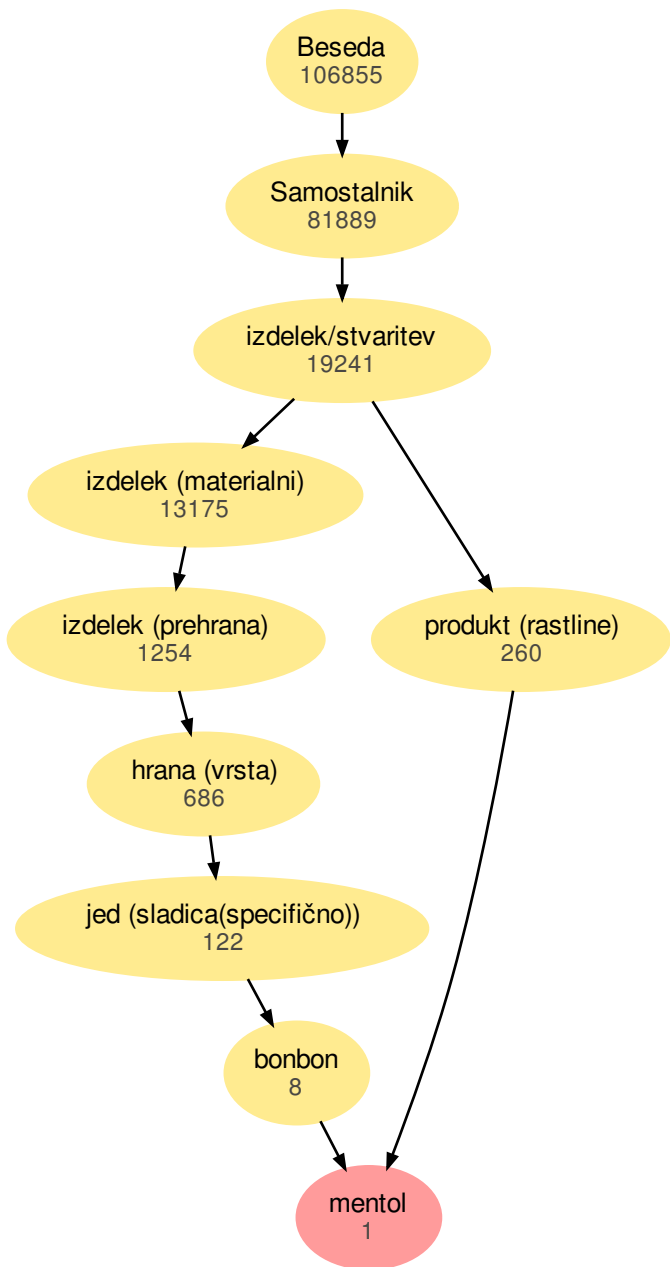 Beseda
106855
Samostalnik
81889
izdelek/stvaritev
19241
izdelek (materialni)
13175
izdelek (prehrana)
1254
produkt (rastline)
260
hrana (vrsta)
686
jed (sladica(specifično))
122
bonbon
8
mentol
1